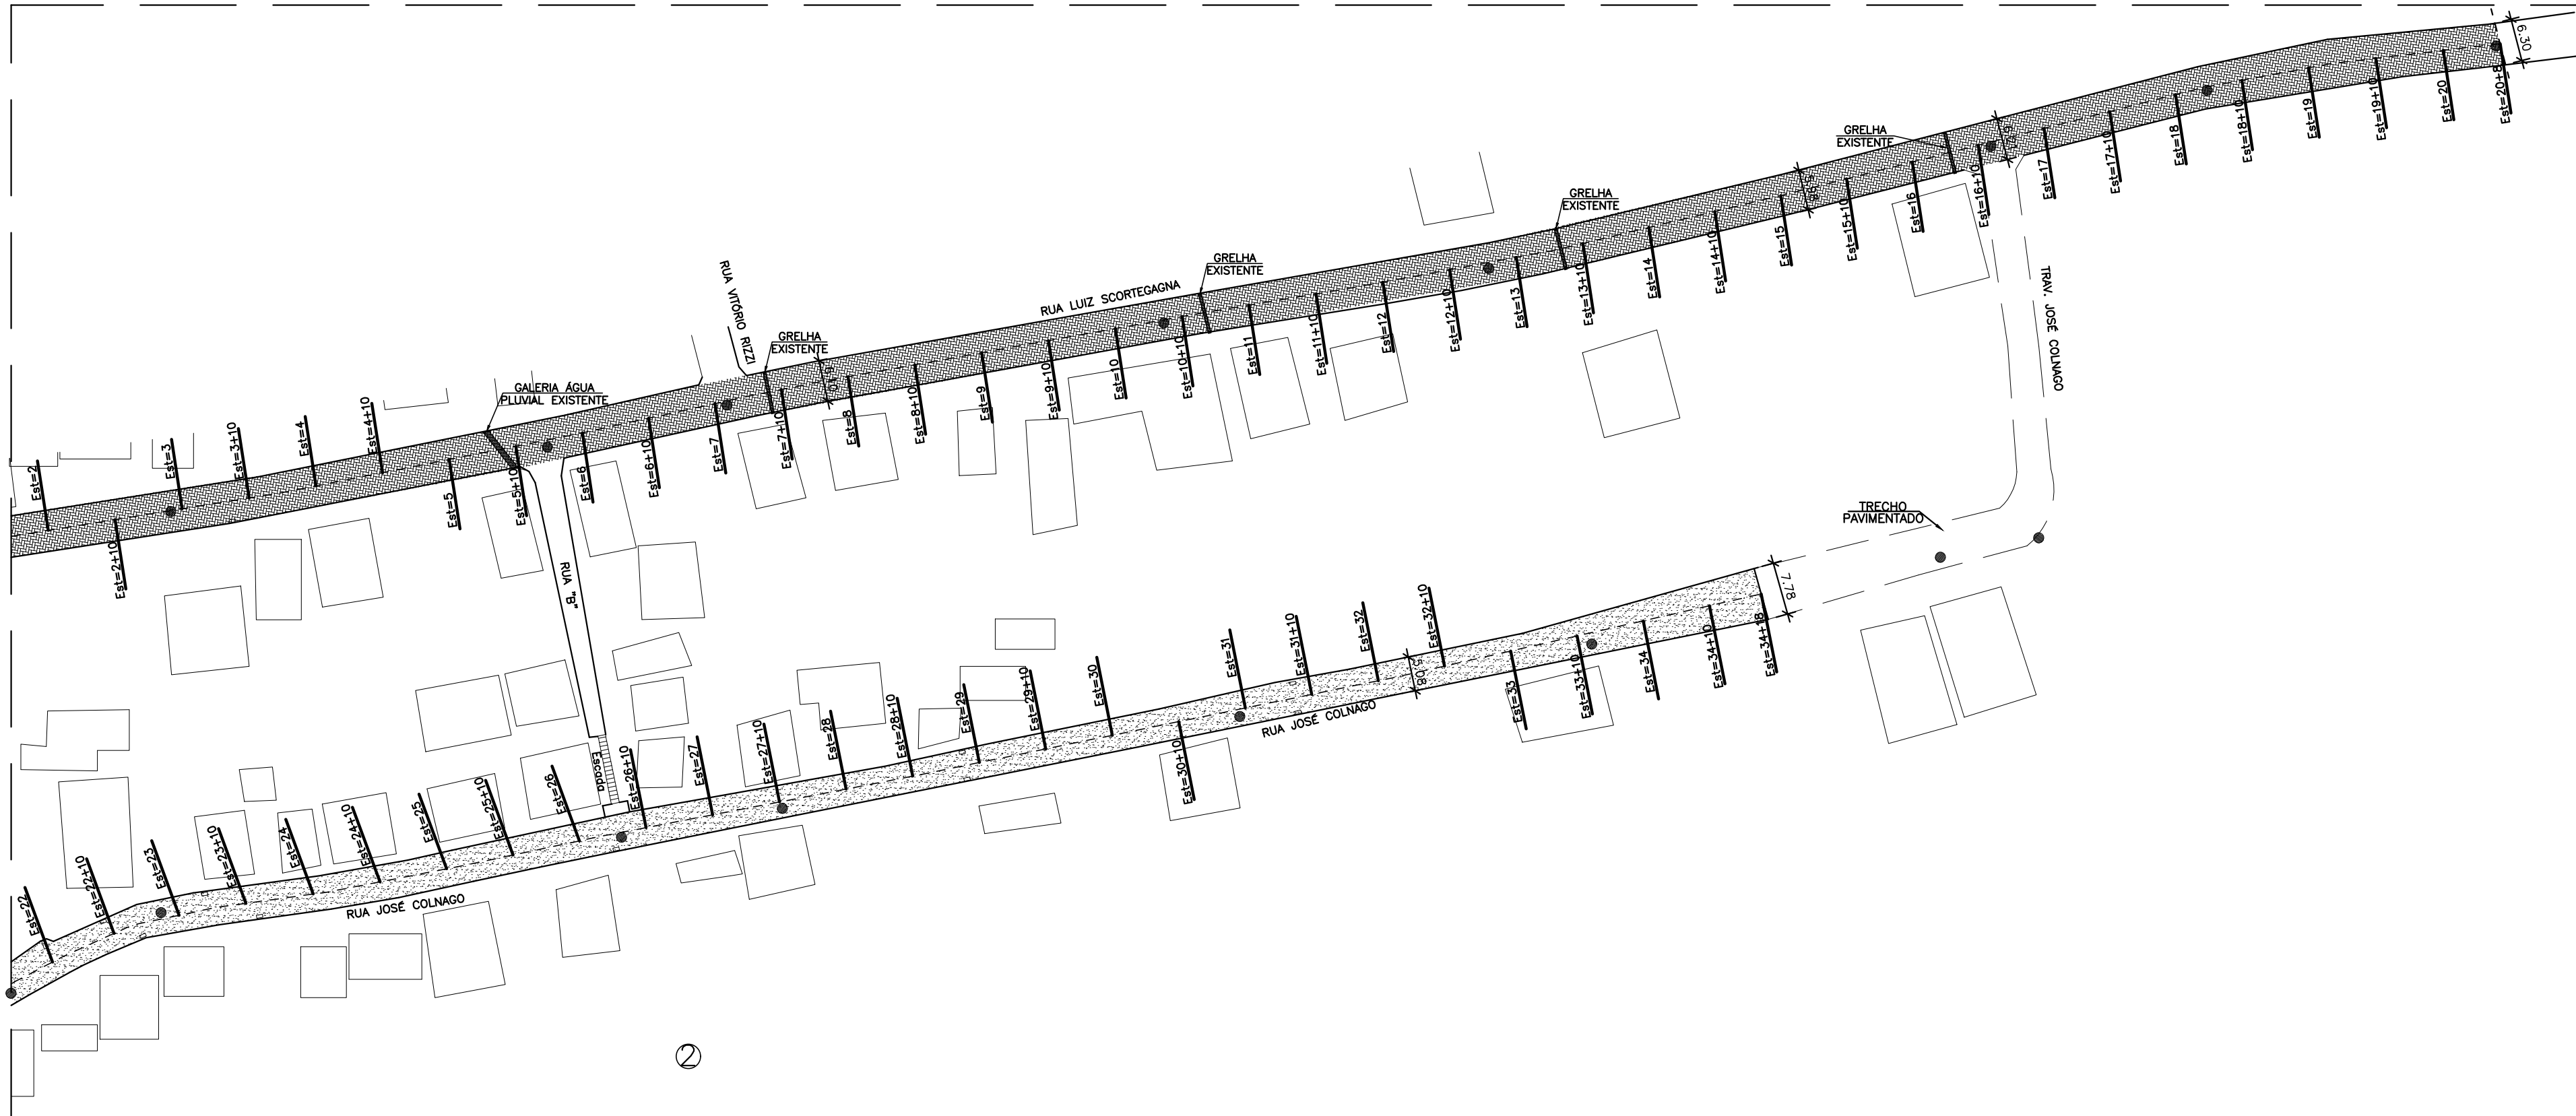 6.30
Est=20+8
Est=20
Est=19+10
Est=19
Est=18+10
Est=18
Est=17+10
Est=17
GRELHA
EXISTENTE
Est=16+10
Est=16
Est=15+10
5.98
Est=15
Est=14+10
Est=14
GRELHA
EXISTENTE
Est=13+10
Est=13
Est=12+10
Est=12
Est=11+10
Est=11
GRELHA
EXISTENTE
RUA LUIZ SCORTEGAGNA
Est=10+10
Est=10
Est=9+10
Est=9
Est=8+10
Est=8
6.10
GRELHA
EXISTENTE
RUA VITÓRIO RIZZI
Est=7+10
Est=7
Est=6+10
Est=6
GALERIA ÁGUA
PLUVIAL EXISTENTE
Est=5+10
Est=5
Est=4+10
Est=4
Est=3+10
Est=3
Est=2+10
Est=2
TRAV. JOSÉ COLNAGO
TRECHO
PAVIMENTADO
7.78
RUA "B"
Escada
Est=34+18
Est=34+10
Est=34
Est=33+10
Est=33
Est=32+10
5.08
Est=32
Est=31+10
Est=31
RUA JOSÉ COLNAGO
Est=30+10
Est=30
Est=29+10
Est=29
Est=28+10
Est=28
Est=27+10
Est=27
Est=26+10
Est=26
Est=25+10
Est=25
Est=24+10
Est=24
Est=23+10
Est=23
Est=22+10
Est=22
RUA JOSÉ COLNAGO
2